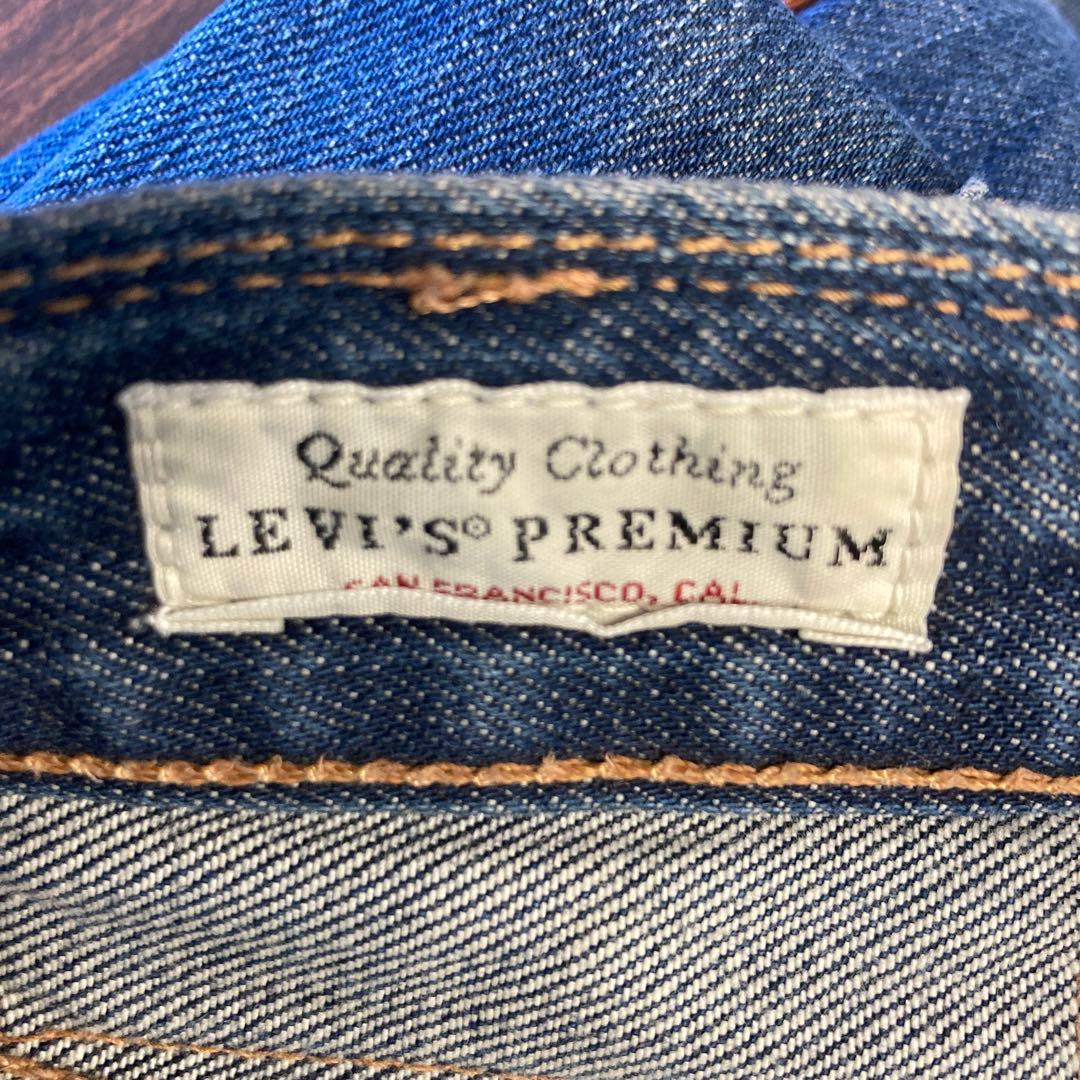 Quality Clothing
LEVI'S® PREMIUM
SAN FRANCISCO, CAL.